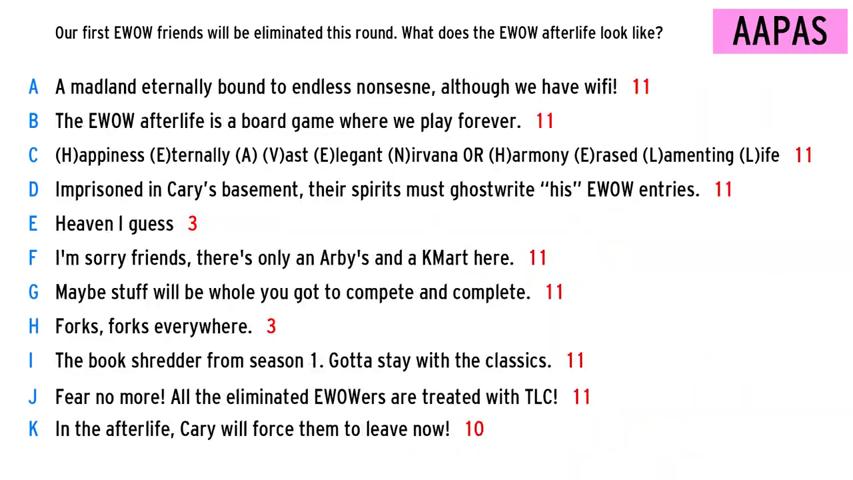 Our first EWOW friends will be eliminated this round. What does the EWOW afterlife look like?
AAPAS
A A madland eternally bound to endless nonsesne, although we have wifi! 11
B The EWOW afterlife is a board game where we play forever. 11
C (H)appiness (E)ternally (A) (V)ast (E)legant (N)irvana OR (H)armony (E)rased (L)amenting (L)ife 11
D Imprisoned in Cary's basement, their spirits must ghostwrite “his” EWOW entries. 11
E Heaven I guess 3
F I'm sorry friends, there's only an Arby's and a KMart here. 11
G Maybe stuff will be whole you got to compete and complete. 11
H Forks, forks everywhere. 3
I The book shredder from season 1. Gotta stay with the classics. 11
J Fear no more! All the eliminated EWOWers are treated with TLC! 11
K In the afterlife, Cary will force them to leave now! 10